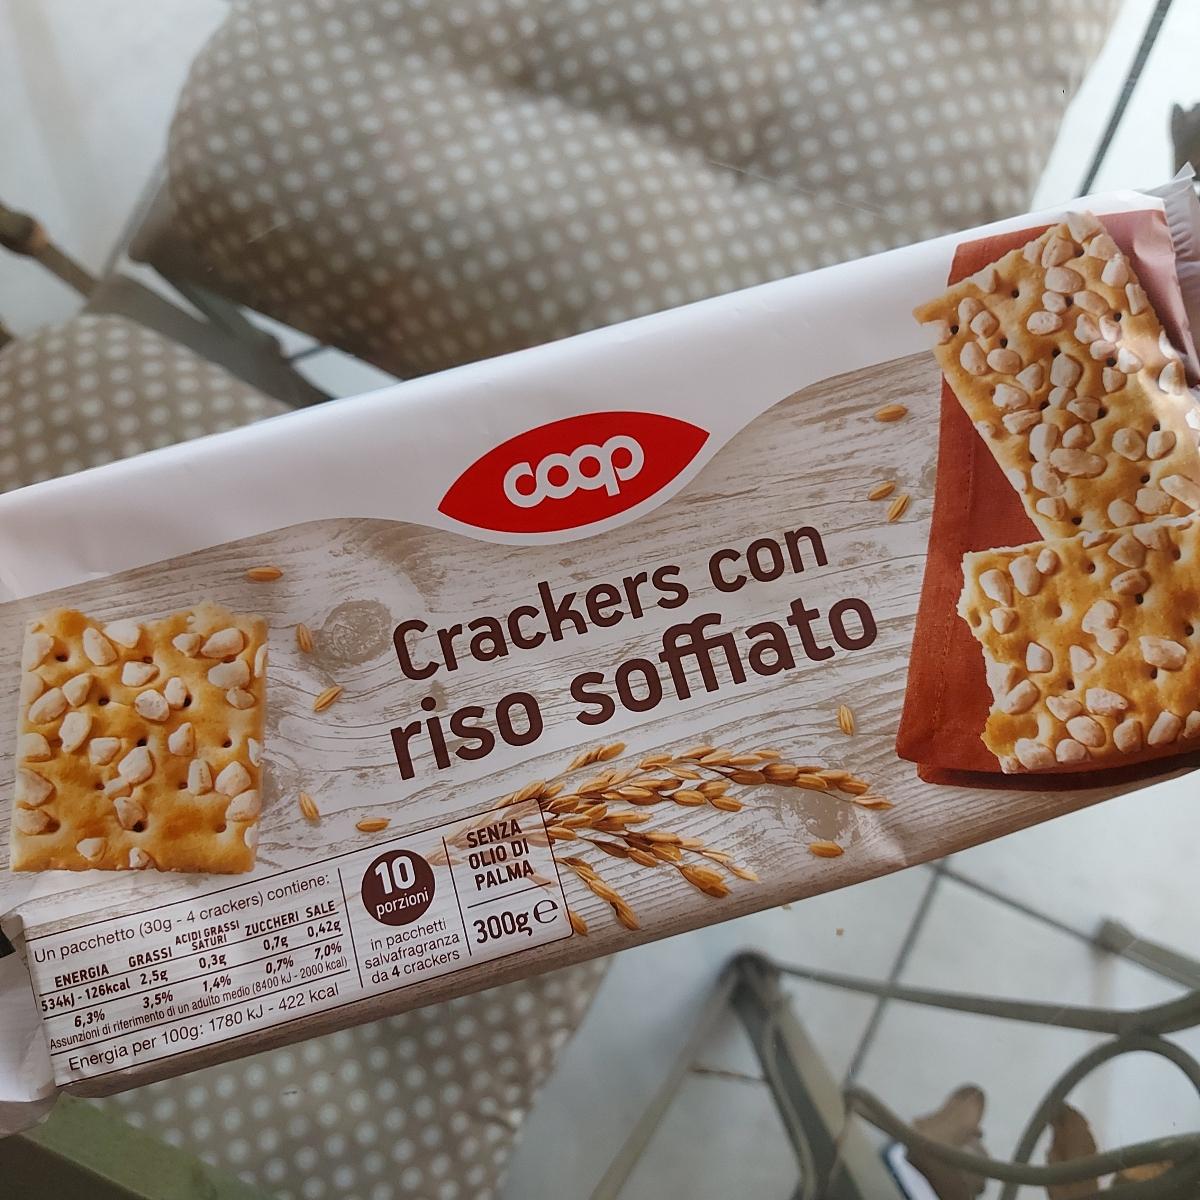 coop
Crackers con
riso soffiato
Un pacchetto (30g - 4 crackers) contiene:
ENERGIA GRASSI ACIDI GRASSI SATURI ZUCCHERI SALE
534kJ - 126kcal 2,5g 0,3g 0,7g 0,42g
6,3% 3,5% 1,4% 0,7% 7,0%
Assunzioni di riferimento di un adulto medio (8400 kJ - 2000 kcal)
Energia per 100g: 1780 kJ - 422 kcal
10
porzioni
in pacchetti
salvafragranza
da 4 crackers
SENZA
OLIO DI
PALMA
300g ℮